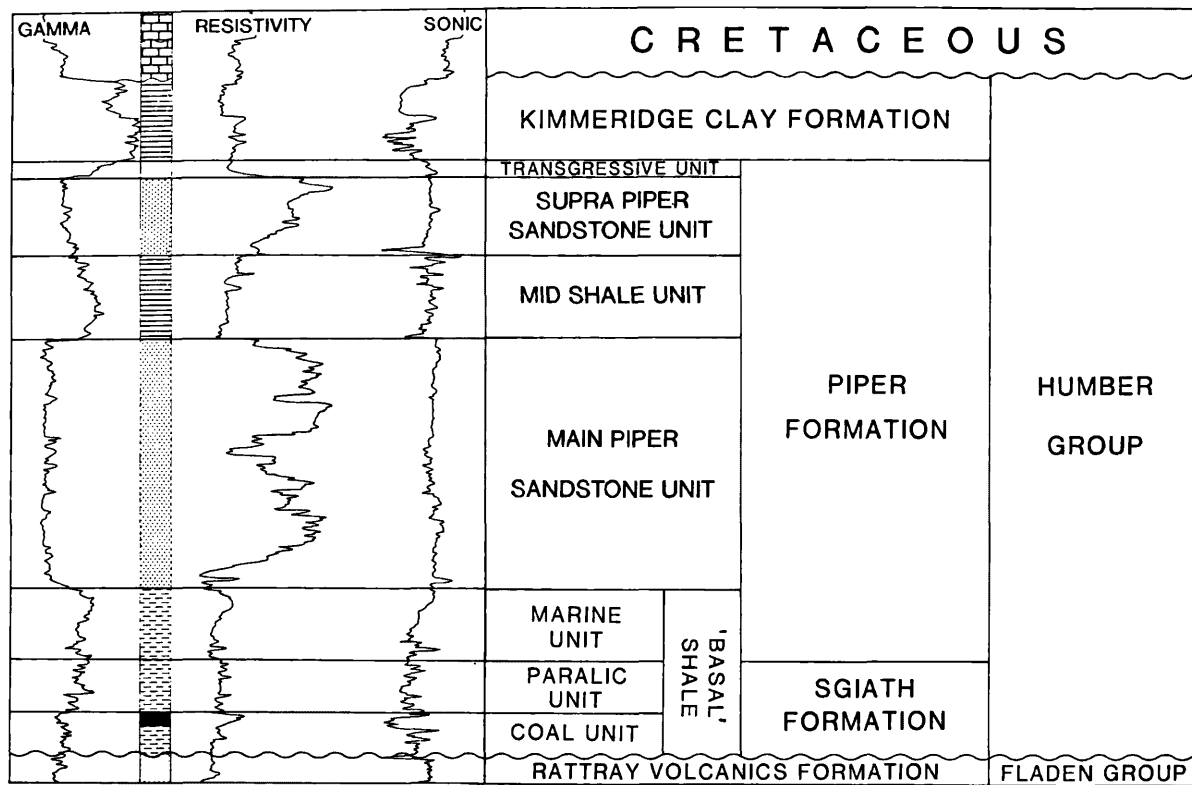 GAMMA
RESISTIVITY
SONIC
CRETACEOUS
KIMMERIDGE CLAY FORMATION
TRANSGRESSIVE UNIT
SUPRA PIPER
SANDSTONE UNIT
MID SHALE UNIT
MAIN PIPER
SANDSTONE UNIT
MARINE
UNIT
PARALIC
UNIT
COAL UNIT
'BASAL'
SHALE
PIPER
FORMATION
SGIATH
FORMATION
HUMBER
GROUP
RATTRAY VOLCANICS FORMATION
FLADEN GROUP